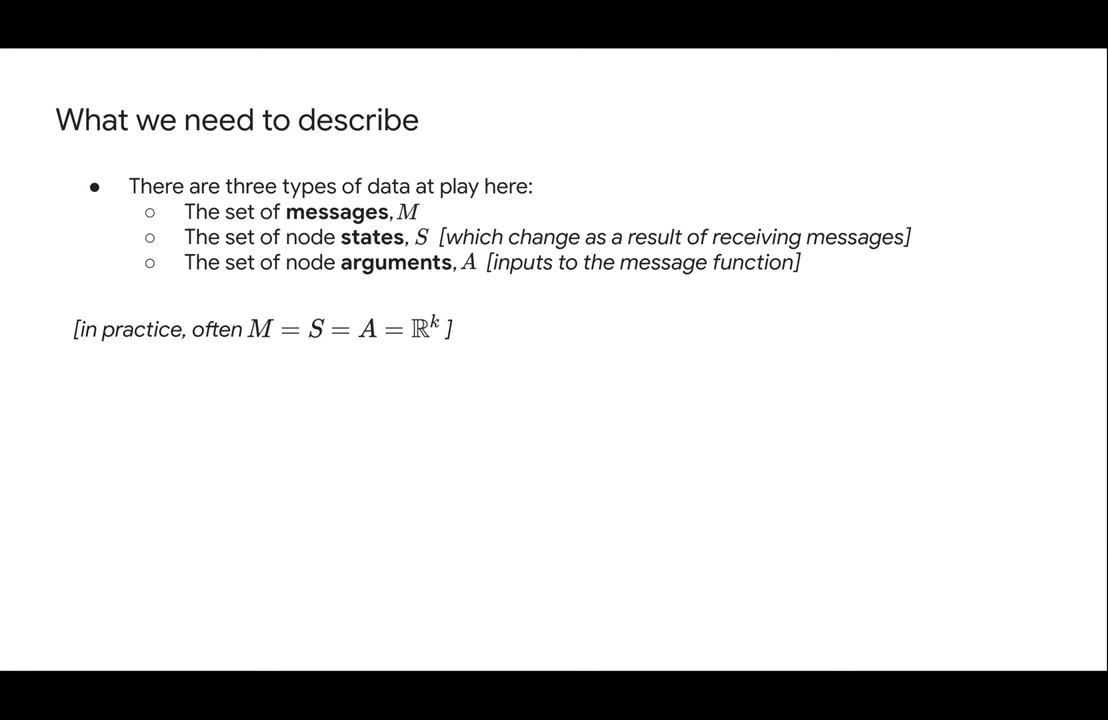 What we need to describe
● There are three types of data at play here:
○ The set of messages, M
○ The set of node states, S [which change as a result of receiving messages]
○ The set of node arguments, A [inputs to the message function]
[in practice, often M = S = A = ℝᵏ ]